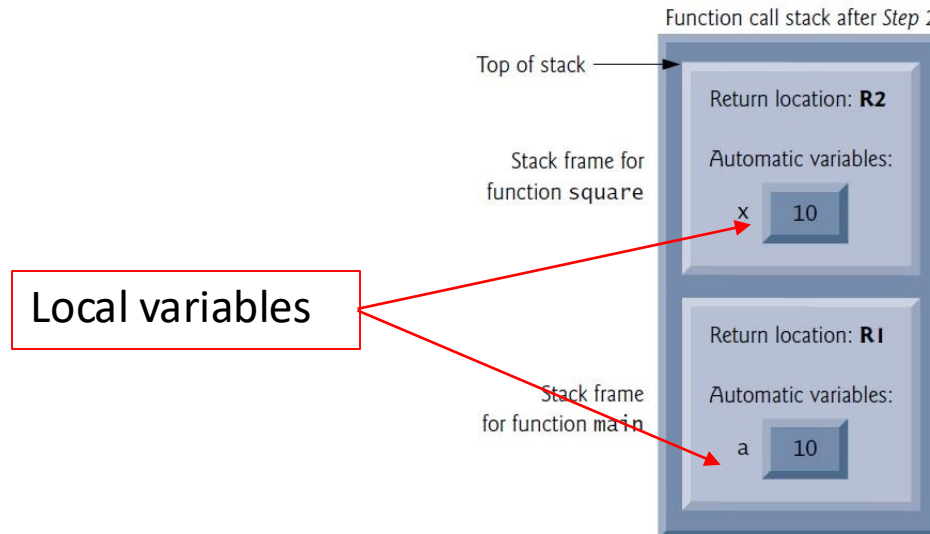 Function call stack after Step 2
Top of stack
Return location: R2
Stack frame for
function square
Automatic variables:
x 10
Local variables
Return location: R1
Stack frame
for function main
Automatic variables:
a 10